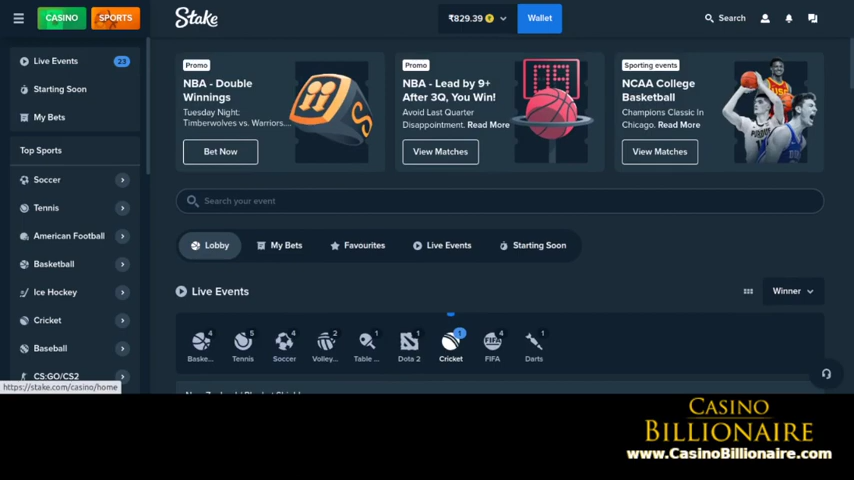 CASINO SPORTS
Stake
₹829.39
Wallet
Search
Live Events 23
Starting Soon
My Bets
Top Sports
Soccer
Tennis
American Football
Basketball
Ice Hockey
Cricket
Baseball
CS:GO/CS2
https://stake.com/casino/home
Promo
NBA - Double
Winnings
Tuesday Night:
Timberwolves vs. Warriors....
Bet Now
Promo
NBA - Lead by 9+
After 3Q, You Win!
Avoid Last Quarter
Disappointment. Read More
View Matches
Sporting events
NCAA College
Basketball
Champions Classic In
Chicago. Read More
View Matches
Search your event
Lobby My Bets Favourites Live Events Starting Soon
Live Events
Winner
4 5 4 2 1 1 1 4 1
Baske... Tennis Soccer Volley... Table ... Dota 2 Cricket FIFA Darts
CASINO
BILLIONAIRE
www.CasinoBillionaire.com